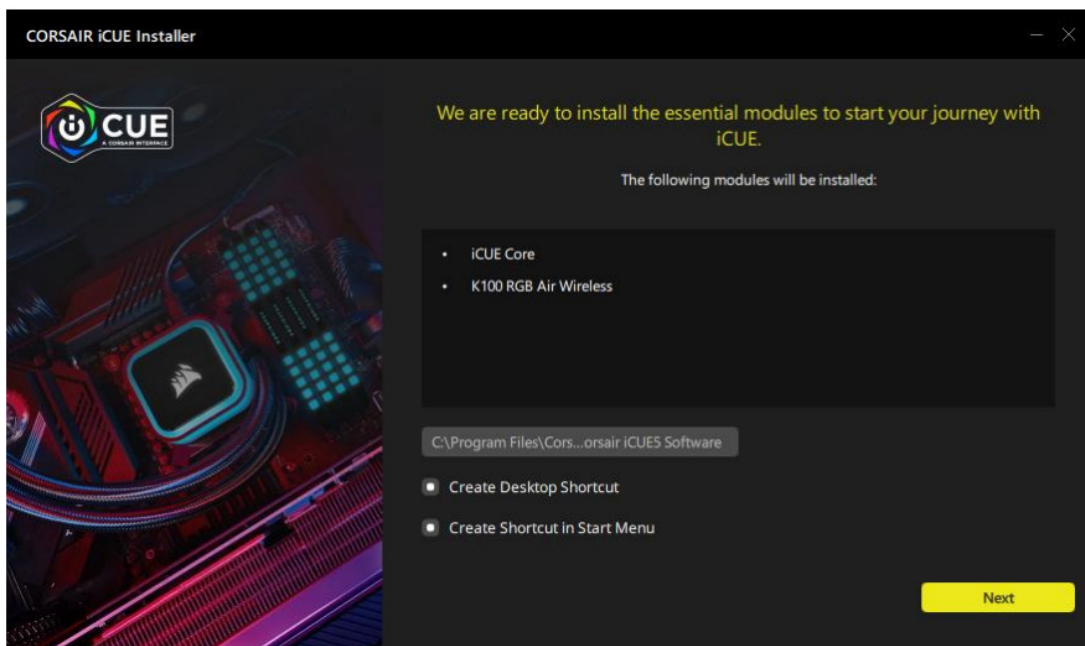 CORSAIR iCUE Installer
iCUE
A CORSAIR INTERFACE
We are ready to install the essential modules to start your journey with
iCUE.
The following modules will be installed:
• iCUE Core
• K100 RGB Air Wireless
C:\Program Files\Cors...orsair iCUE5 Software
Create Desktop Shortcut
Create Shortcut in Start Menu
Next